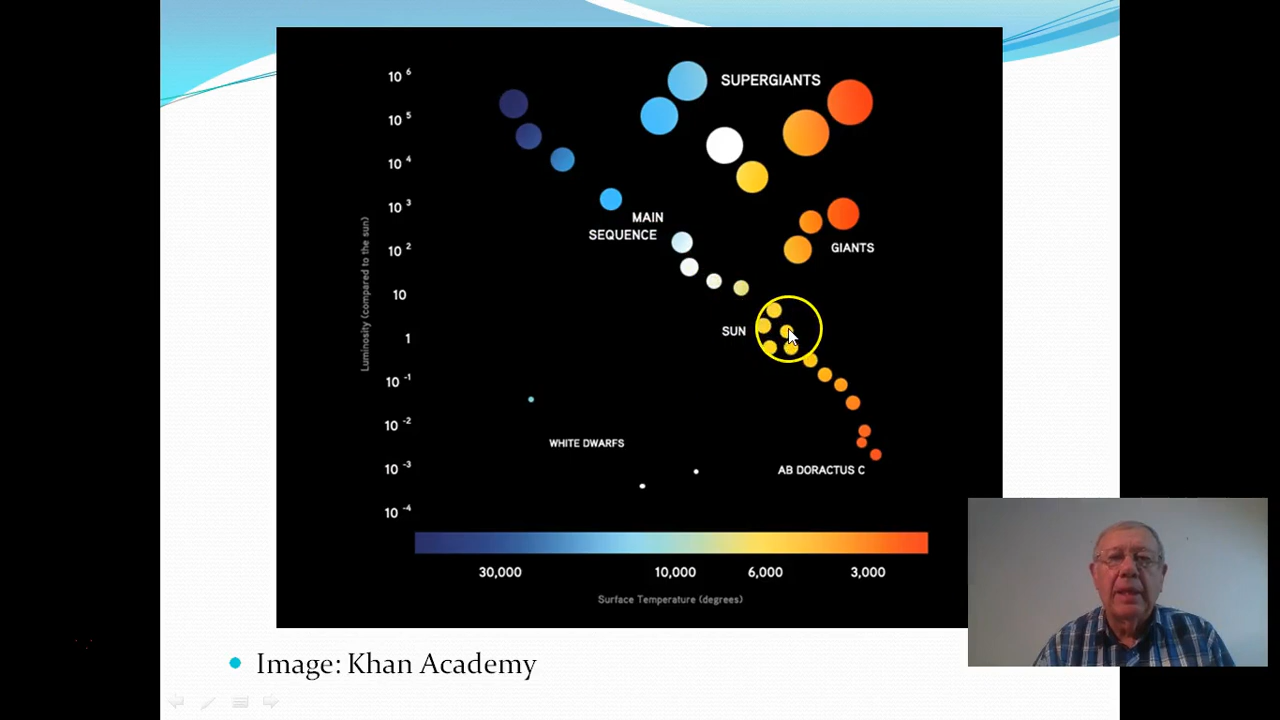 10 6
SUPERGIANTS
10 5
10 4
10 3
MAIN
SEQUENCE
10 2
GIANTS
10
SUN
1
10 -1
10 -2
WHITE DWARFS
10 -3
AB DORACTUS C
10 -4
Luminosity (compared to the sun)
30,000 10,000 6,000 3,000
Surface Temperature (degrees)
Image: Khan Academy